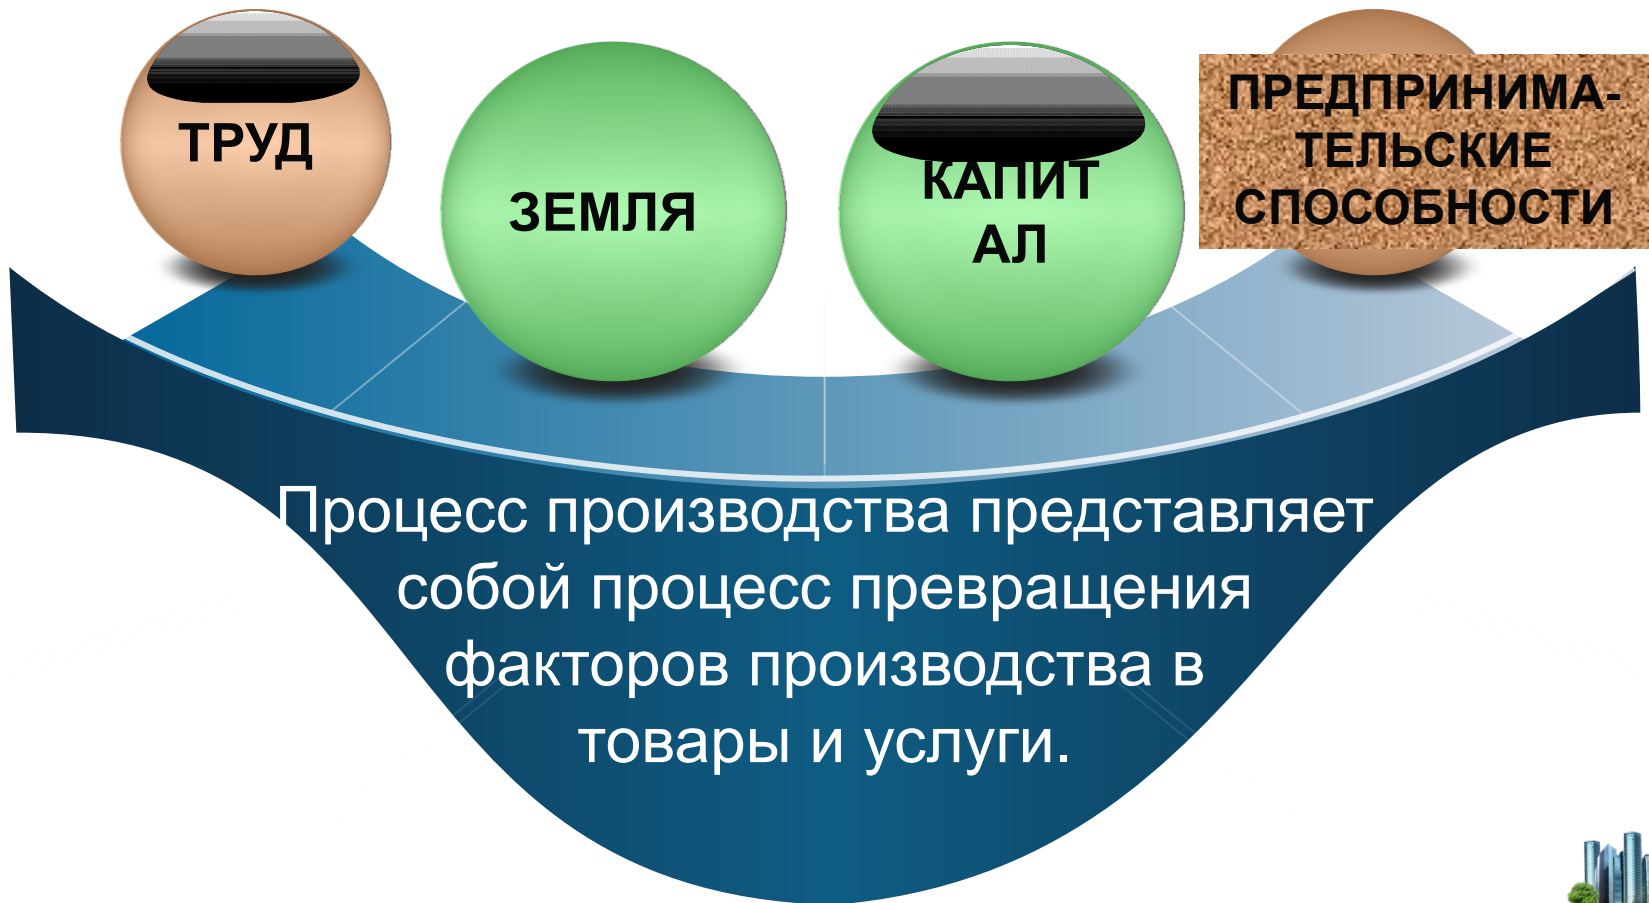 ТРУД
ЗЕМЛЯ
КАПИТ
АЛ
ПРЕДПРИНИМА-
ТЕЛЬСКИЕ
СПОСОБНОСТИ
Процесс производства представляет
собой процесс превращения
факторов производства в
товары и услуги.